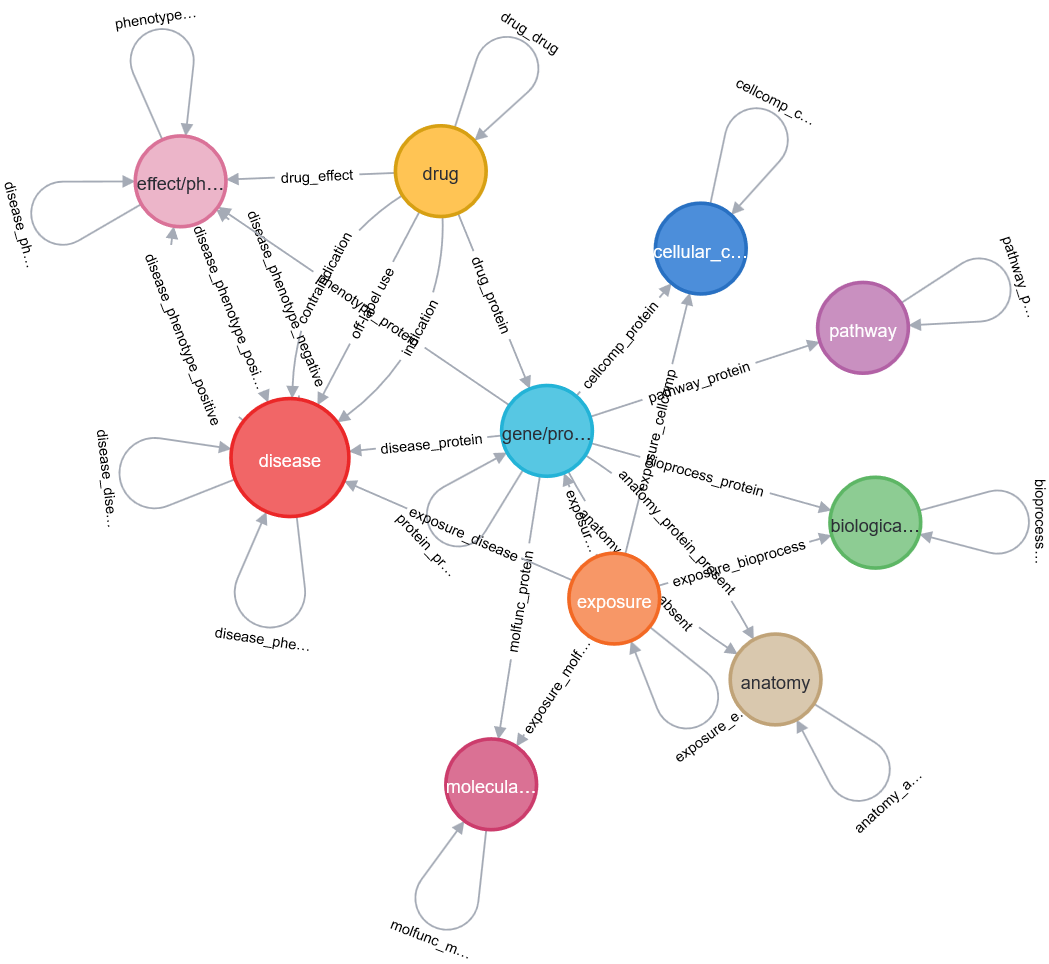 phenotype…
drug_drug
cellcomp_c…
effect/ph…
drug_effect
drug
disease_ph…
disease_phenotype_positive
disease_phenotype_posi…
disease_phenotype_negative
contraindication
off-label use
indication
phenotype_protein
drug_protein
cellular_c…
pathway_p…
pathway
cellcomp_protein
pathway_protein
exposure_cellcomp
gene/pro…
disease_protein
disease
disease_dise…
disease_phe…
bioprocess_protein
biologica…
bioprocess…
anatomy_protein_present
exposure_disease
protein_pr…
exposur…
anatomy
absent
exposure_bioprocess
exposure
molfunc_protein
exposure_molf…
exposure_e…
anatomy
anatomy_a…
molecula…
molfunc_m…